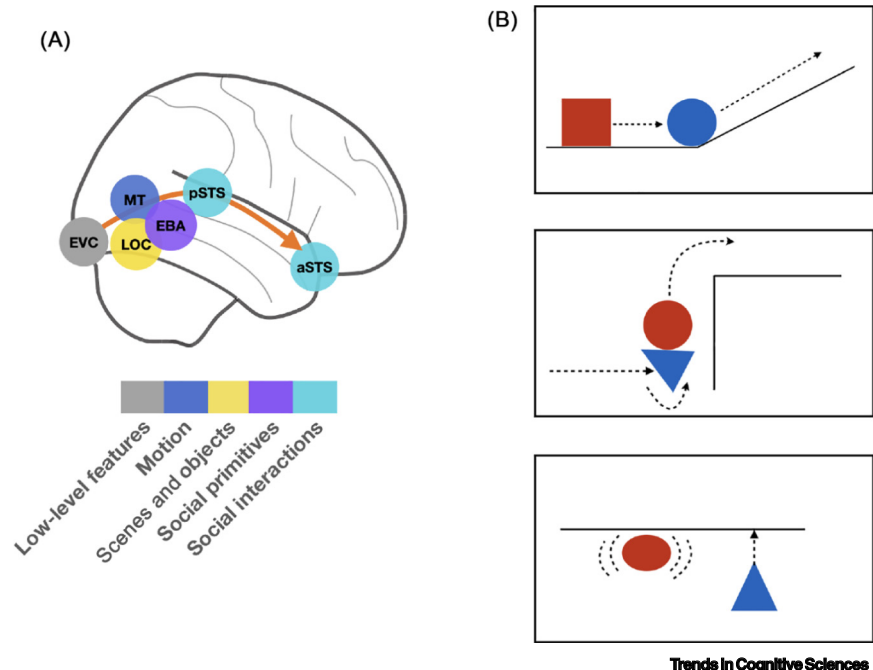 (A)
MT
pSTS
EVC
LOC
EBA
aSTS
Low-level features
Motion
Scenes and objects
Social primitives
Social interactions
(B)
Trends in Cognitive Sciences